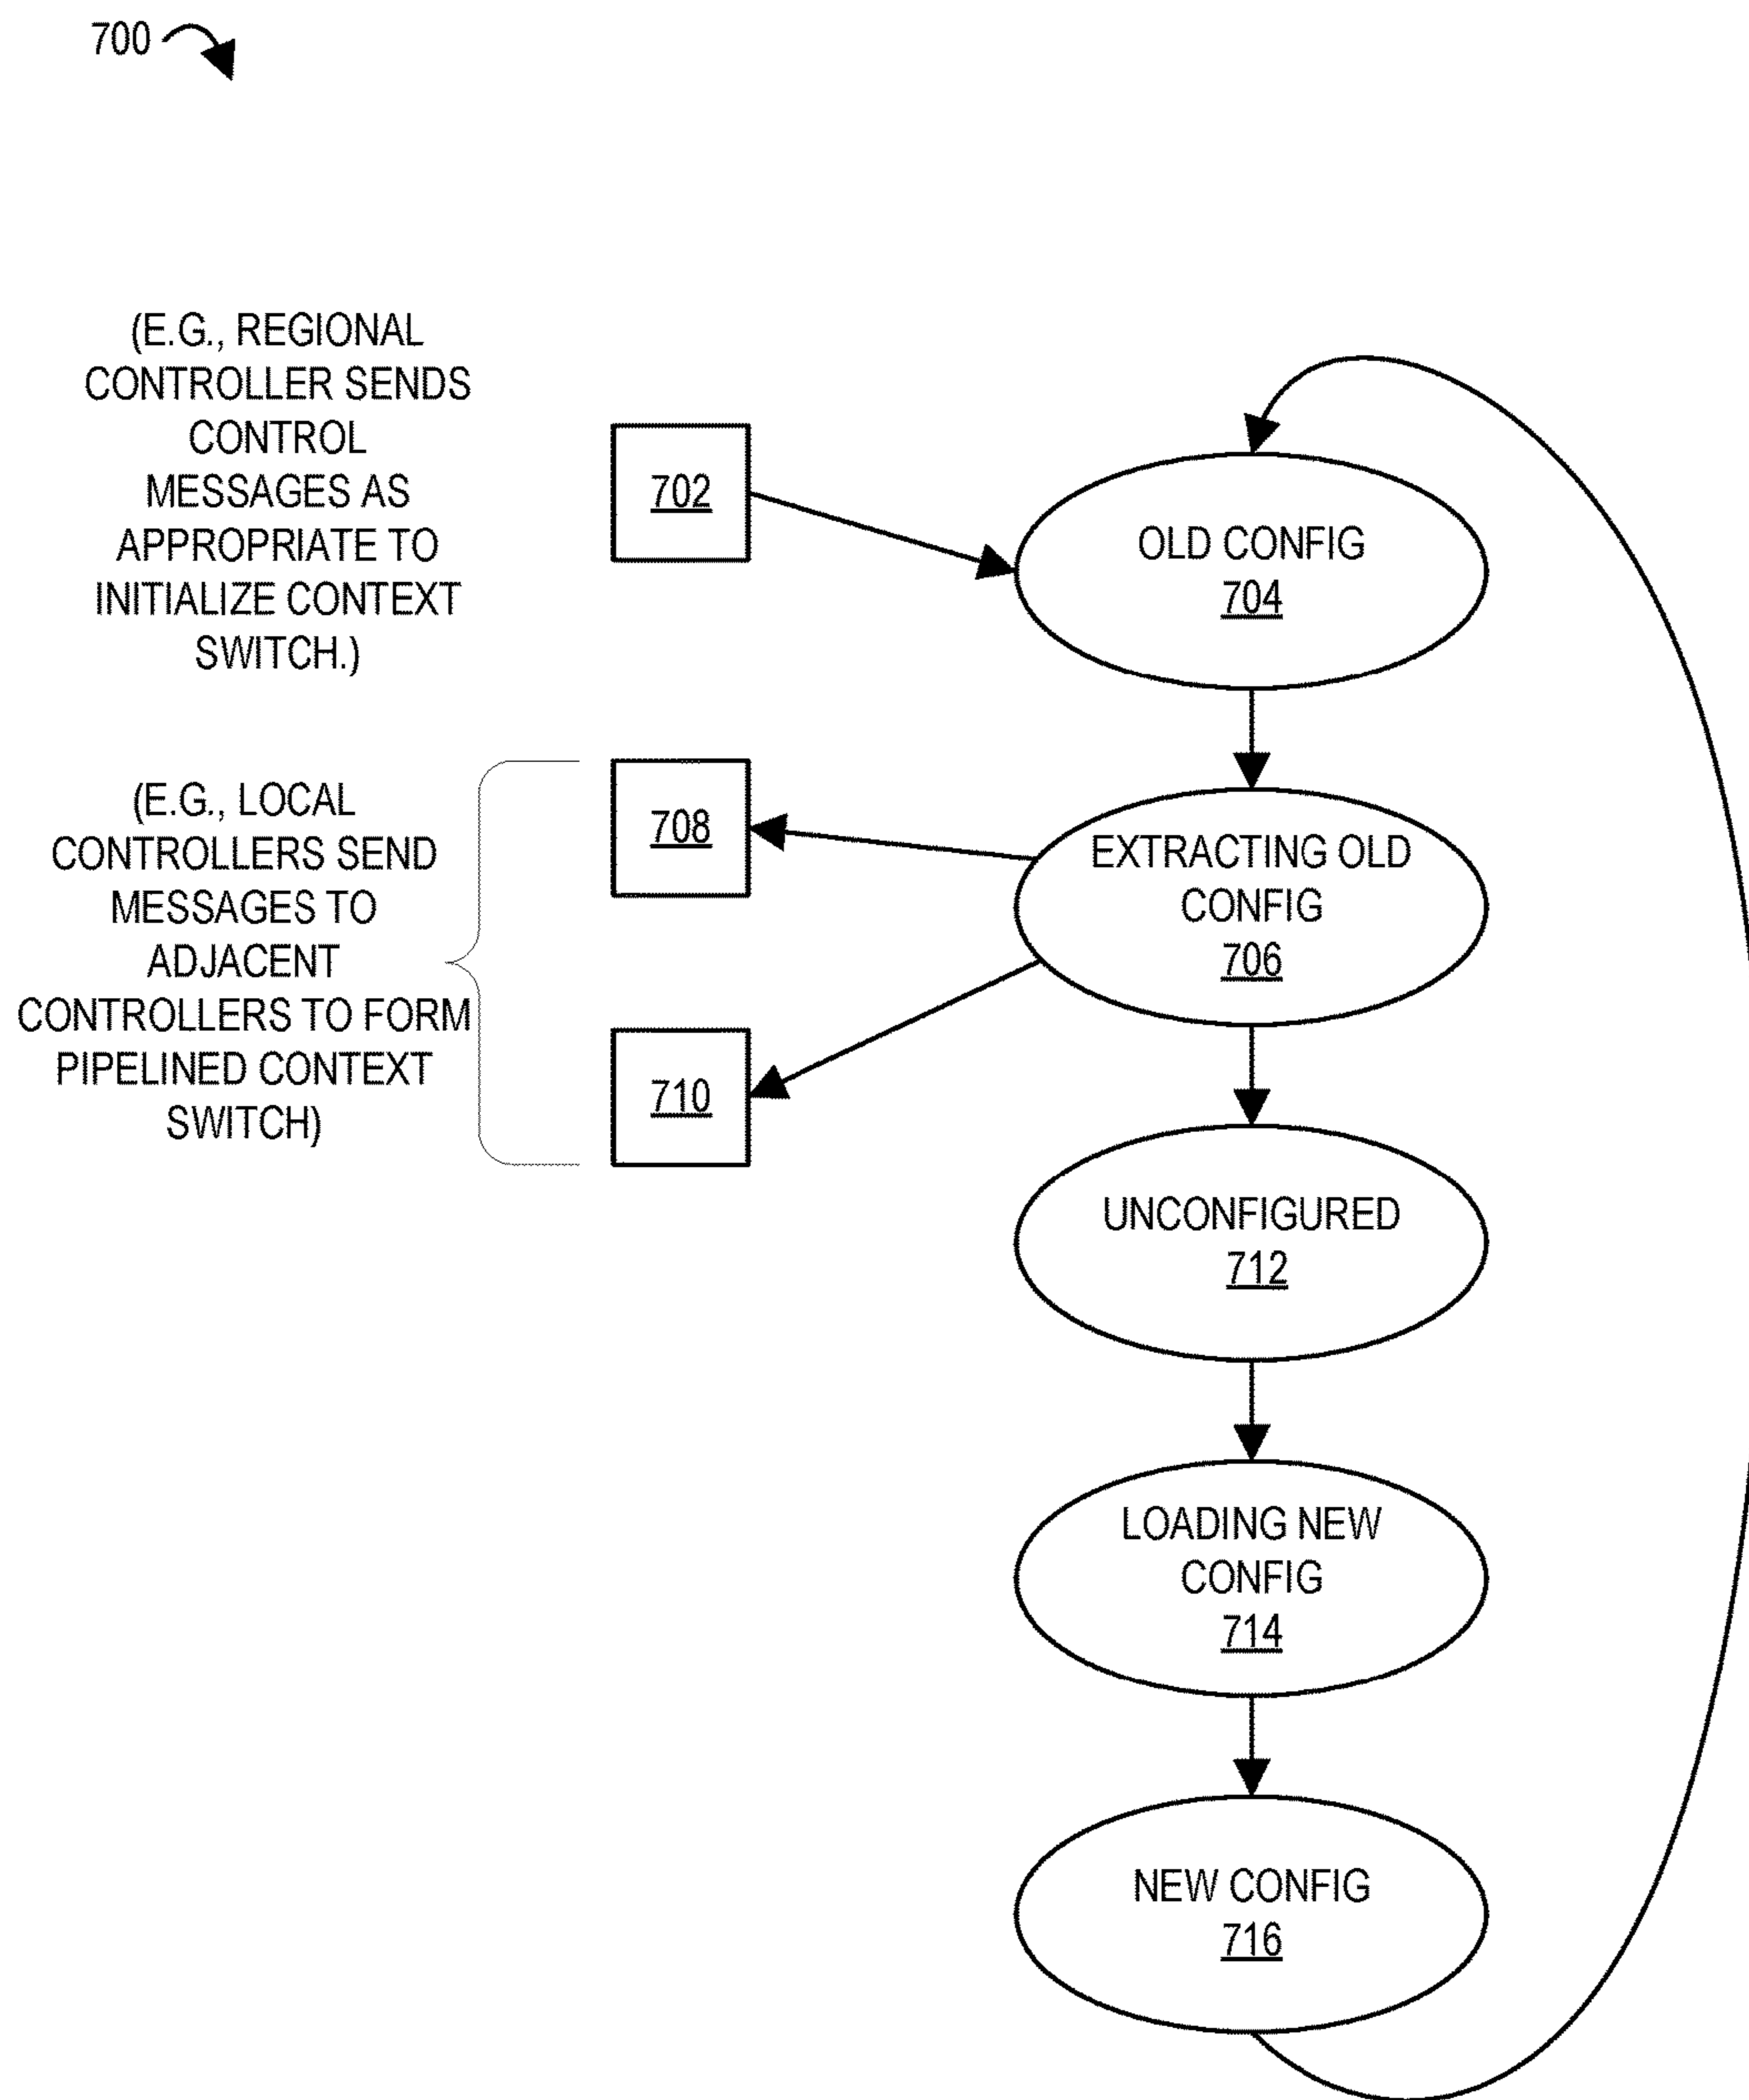 700
(E.G., REGIONAL
CONTROLLER SENDS
CONTROL
MESSAGES AS
APPROPRIATE TO
INITIALIZE CONTEXT
SWITCH.)
702
OLD CONFIG
704
(E.G., LOCAL
CONTROLLERS SEND
MESSAGES TO
ADJACENT
CONTROLLERS TO FORM
PIPELINED CONTEXT
SWITCH)
708
710
EXTRACTING OLD
CONFIG
706
UNCONFIGURED
712
LOADING NEW
CONFIG
714
NEW CONFIG
716